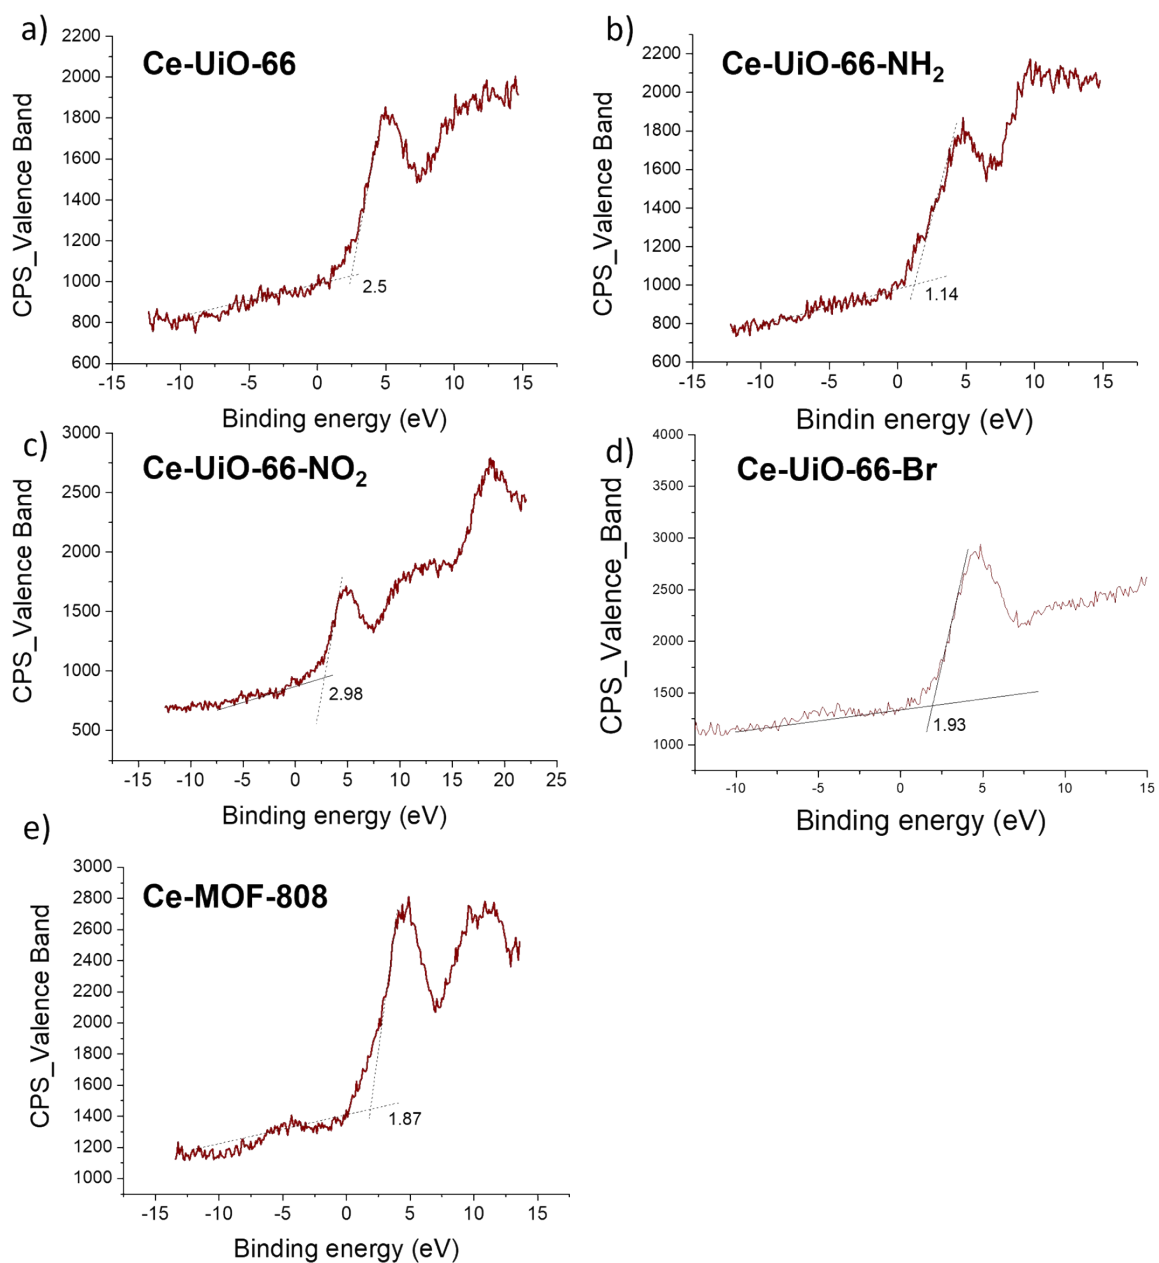 a)
Ce-UiO-66
CPS_Valence Band
2200
2000
1800
1600
1400
1200
1000
800
600
2.5
-15 -10 -5 0 5 10 15
Binding energy (eV)
b)
Ce-UiO-66-NH2
CPS_Valence Band
2200
2000
1800
1600
1400
1200
1000
800
600
1.14
-15 -10 -5 0 5 10 15
Bindin energy (eV)
c)
Ce-UiO-66-NO2
CPS_Valence Band
3000
2500
2000
1500
1000
500
2.98
-15 -10 -5 0 5 10 15 20 25
Binding energy (eV)
d)
Ce-UiO-66-Br
CPS_Valence_Band
4000
3500
3000
2500
2000
1500
1000
1.93
-10 -5 0 5 10 15
Binding energy (eV)
e)
Ce-MOF-808
CPS_Valence Band
3000
2800
2600
2400
2200
2000
1800
1600
1400
1200
1000
1.87
-15 -10 -5 0 5 10 15
Binding energy (eV)